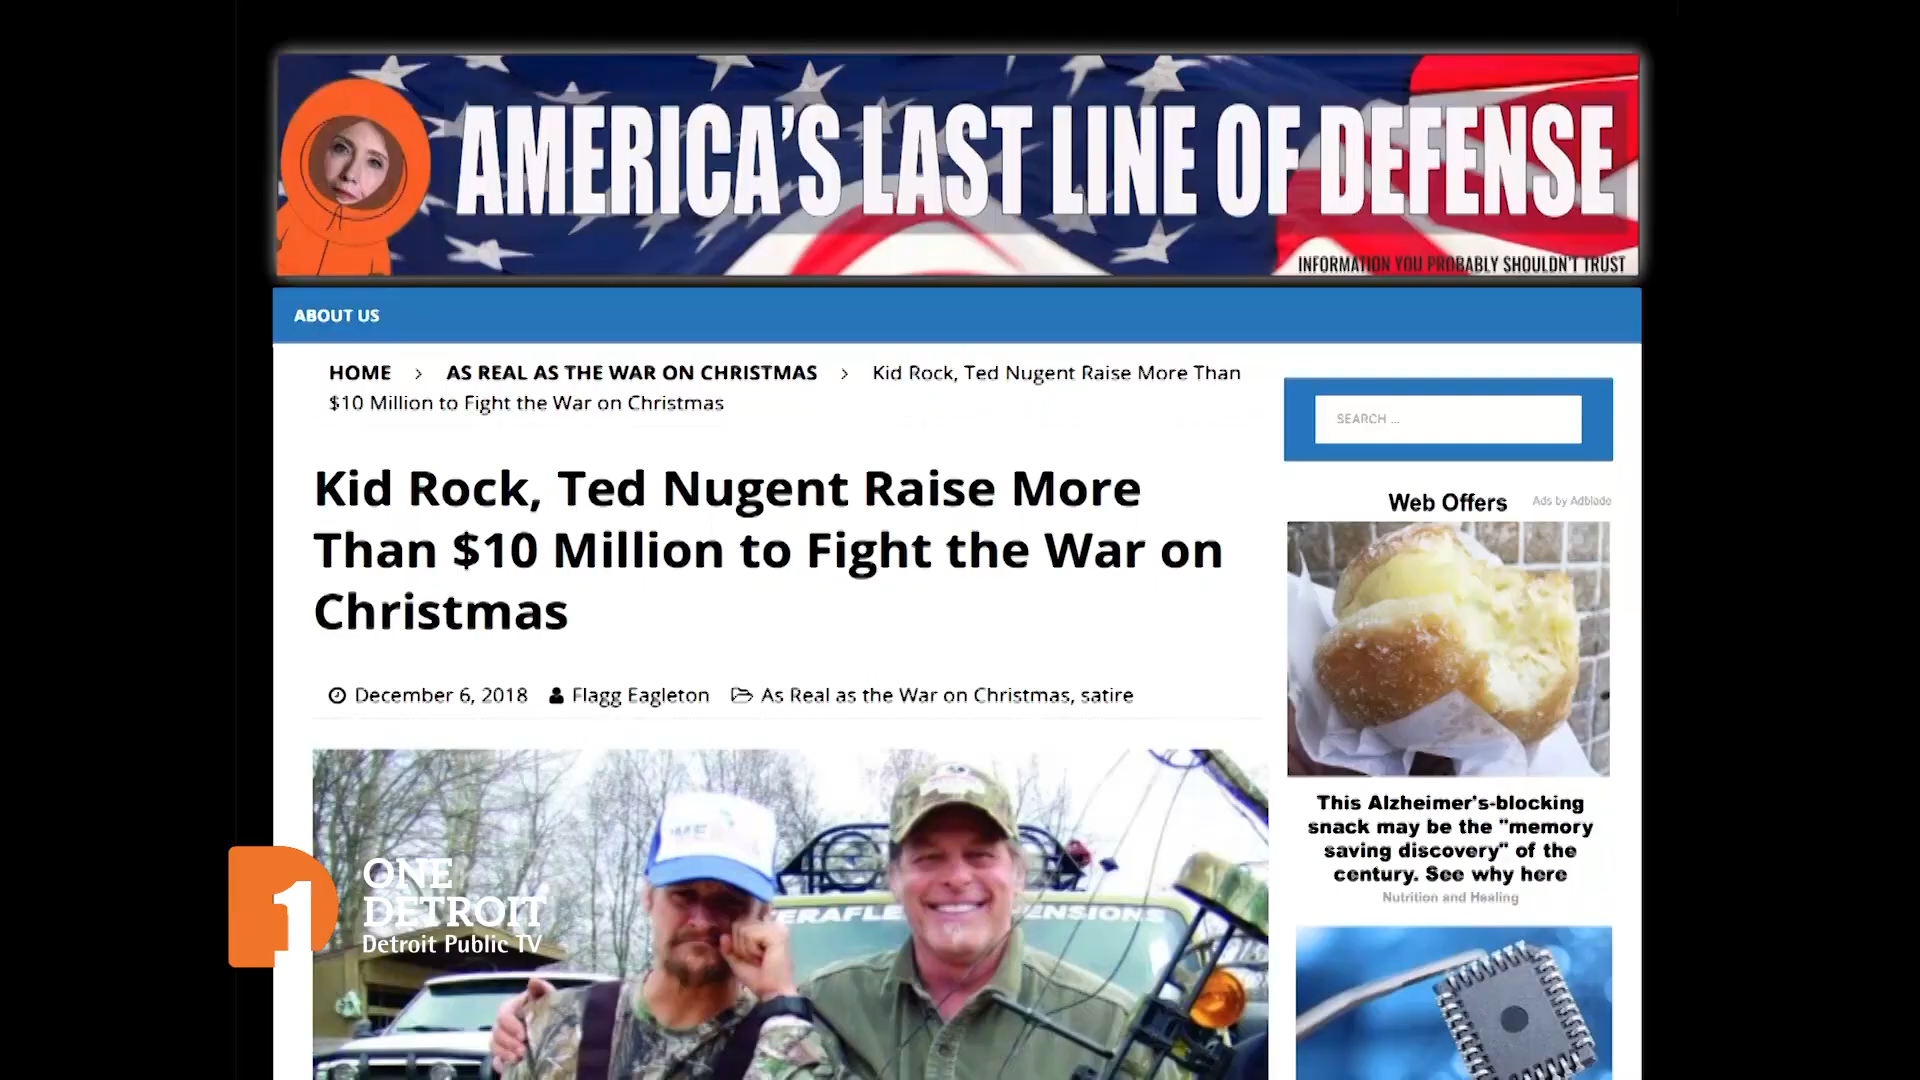 AMERICA'S LAST LINE OF DEFENSE
INFORMATION YOU PROBABLY SHOULDN'T TRUST
ABOUT US
HOME > AS REAL AS THE WAR ON CHRISTMAS > Kid Rock, Ted Nugent Raise More Than
$10 Million to Fight the War on Christmas
Kid Rock, Ted Nugent Raise More
Than $10 Million to Fight the War on
Christmas
December 6, 2018 Flagg Eagleton As Real as the War on Christmas, satire
SEARCH ...
Web Offers
Ads by Adblade
This Alzheimer's-blocking
snack may be the "memory
saving discovery" of the
century. See why here
Nutrition and Healing
1
ONE
DETROIT
Detroit Public TV